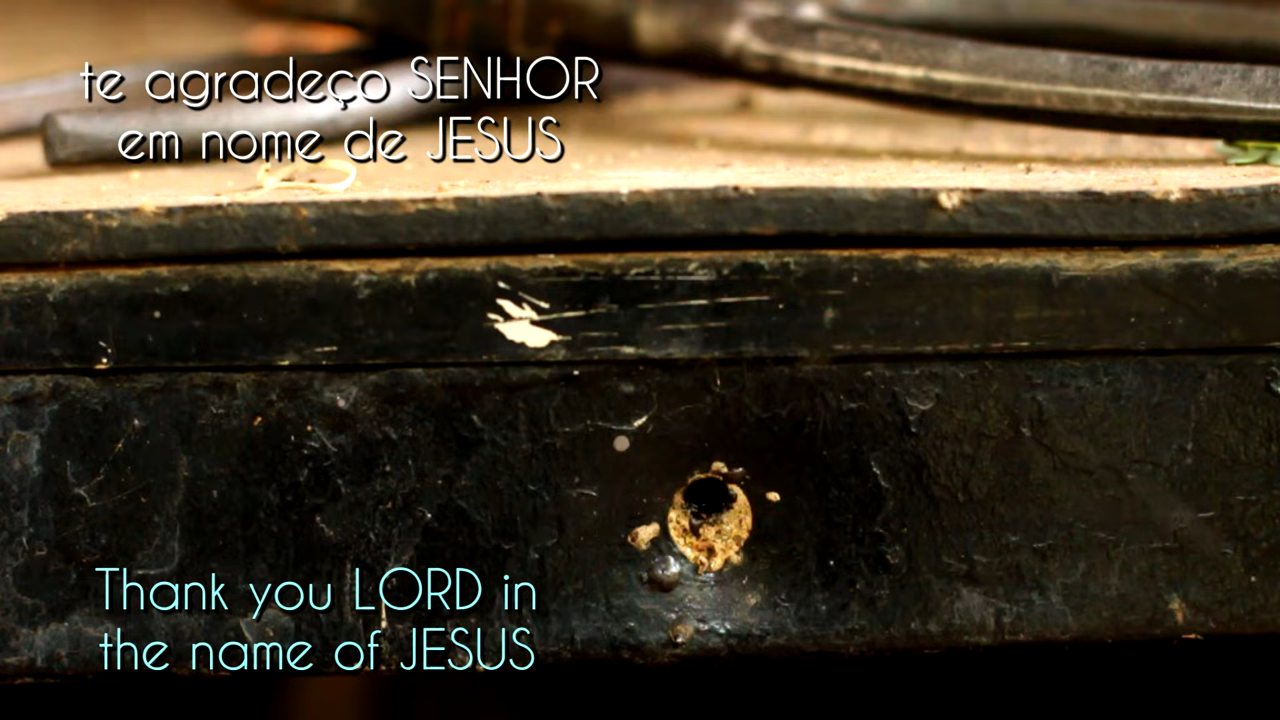 te agradeço SENHOR
em nome de JESUS
Thank you LORD in
the name of JESUS